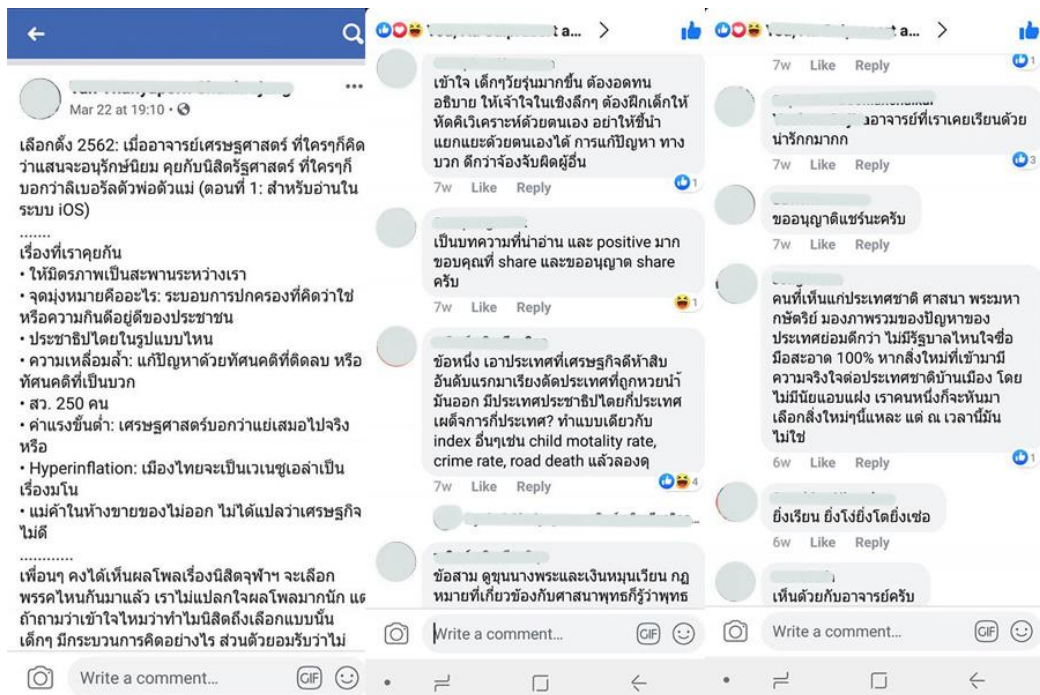 Mar 22 at 19:10
เลือกตั้ง 2562: เมื่ออาจารย์เศรษฐศาสตร์ ที่ใครๆก็คิด
ว่าแสนจะอนุรักษ์นิยม คุยกับนิสิตรัฐศาสตร์ ที่ใครๆก็
บอกว่าลิเบอรัลตัวพ่อตัวแม่ (ตอนที่ 1: สำหรับอ่านใน
ระบบ iOS)
.......
เรื่องที่เราคุยกัน
• ให้มิตรภาพเป็นสะพานระหว่างเรา
• จุดมุ่งหมายคืออะไร: ระบอบการปกครองที่คิดว่าใช่
หรือความกินดีอยู่ดีของประชาชน
• ประชาธิปไตยในรูปแบบไหน
• ความเหลื่อมล้ำ: แก้ปัญหาด้วยทัศนคติที่ติดลบ หรือ
ทัศนคติที่เป็นบวก
• สว. 250 คน
• ค่าแรงขั้นต่ำ: เศรษฐศาสตร์บอกว่าแย่เสมอไปจริง
หรือ
• Hyperinflation: เมืองไทยจะเป็นเวเนซูเอล่าเป็น
เรื่องมโน
• แม่ค้าในห้างขายของไม่ออก ไม่ได้แปลว่าเศรษฐกิจ
ไม่ดี
............
เพื่อนๆ คงได้เห็นผลโพลเรื่องนิสิตจุฬาฯ จะเลือก
พรรคไหนกันมาแล้ว เราไม่แปลกใจผลโพลมากนัก แต่
ถ้าถามว่าเข้าใจไหมว่าทำไมนิสิตถึงเลือกแบบนั้น
เด็กๆ มีกระบวนการคิดอย่างไร ส่วนตัวยอมรับว่าไม่
Write a comment...
GIF
t a...
เข้าใจ เด็กๆวัยรุ่นมากขึ้น ต้องอดทน
อธิบาย ให้เจ้าใจในเชิงลึกๆ ต้องฝึกเด็กให้
หัดคิเวิเคราะห์ด้วยตนเอง อย่าให้ชี้นำ
แยกแยะด้วยตนเองได้ การแก้ปัญหา ทาง
บวก ดีกว่าจ้องจับผิดผู้อื่น
7w Like Reply
1
เป็นบทความที่น่าอ่าน และ positive มาก
ขอบคุณที่ share และขออนุญาต share
ครับ
7w Like Reply
1
ข้อหนึ่ง เอาประเทศที่เศรษฐกิจดีห้าสิบ
อันดับแรกมาเรียงตัดประเทศที่ถูกหวยน้ำ
มันออก มีประเทศประชาธิปไตยกี่ประเทศ
เผด็จการกี่ประเทศ? ทำแบบเดียวกับ
index อื่นๆเช่น child motality rate,
crime rate, road death แล้วลองดู
7w Like Reply
4
ข้อสาม ดูขุนนางพระและเงินหมุนเวียน กฎ
หมายที่เกี่ยวข้องกับศาสนาพุทธก็รู้ว่าพุทธ
Write a comment...
GIF
t a...
7w Like Reply
1
อาจารย์ที่เราเคยเรียนด้วย
น่ารักมากก
7w Like Reply
3
ขออนุญาติแชร์นะครับ
7w Like Reply
คนที่เห็นแก่ประเทศชาติ ศาสนา พระมหา
กษัตริย์ มองภาพรวมของปัญหาของ
ประเทศย่อมดีกว่า ไม่มีรัฐบาลไหนใจซื่อ
มือสะอาด 100% หากสิ่งใหม่ที่เข้ามามี
ความจริงใจต่อประเทศชาติบ้านเมือง โดย
ไม่มีนัยแอบแฝง เราคนหนึ่งก็จะหันมา
เลือกสิ่งใหม่ๆนี้แหละ แต่ ณ เวลานี้มัน
ไม่ใช่
6w Like Reply
1
ยิ่งเรียน ยิ่งโง่ยิ่งโตยิ่งเซ่อ
6w Like Reply
เห็นด้วยกับอาจารย์ครับ
Write a comment...
GIF